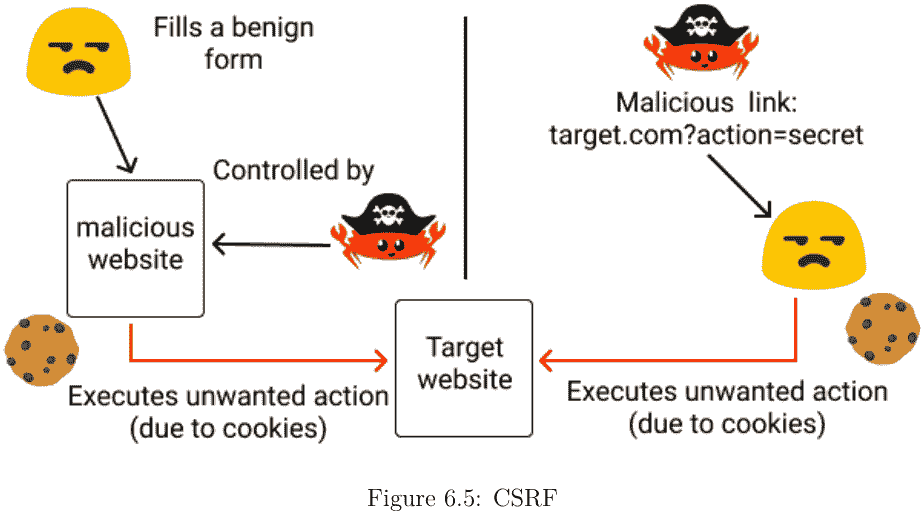 Fills a benign
form
Controlled by
malicious
website
Executes unwanted action
(due to cookies)
Malicious link:
target.com?action=secret
Target
website
Executes unwanted action
(due to cookies)
Figure 6.5: CSRF